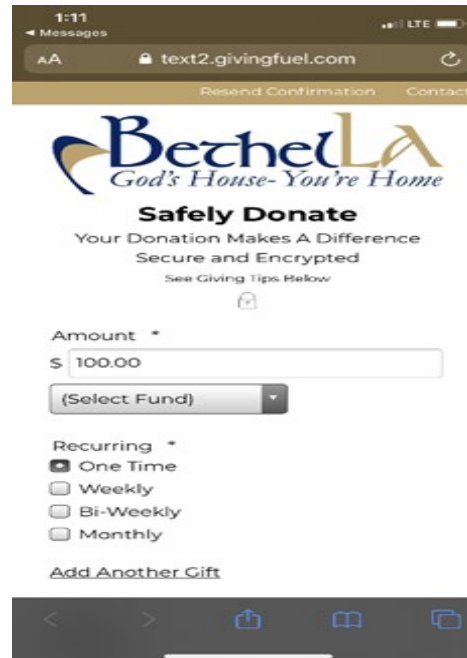 1:11
LTE
◄ Messages
AA text2.givingfuel.com
Resend Confirmation Contact
BethelLA
God's House-You're Home
Safely Donate
Your Donation Makes A Difference
Secure and Encrypted
See Giving Tips Below
Amount *
$ 100.00
(Select Fund)
Recurring *
One Time
Weekly
Bi-Weekly
Monthly
Add Another Gift